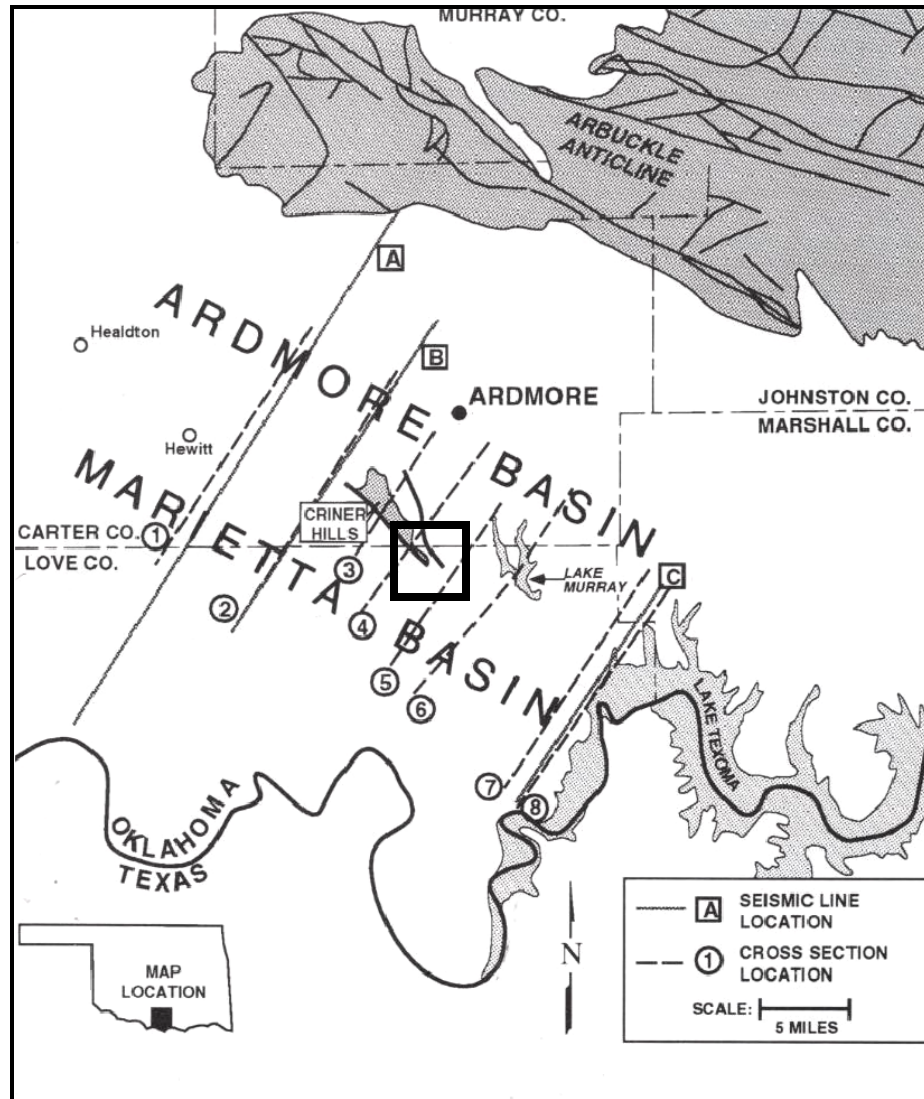 MURRAY CO.
ARBUCKLE
ANTICLINE
A
ARDMORE BASIN
Healdton
B
ARDMORE
JOHNSTON CO.
MARSHALL CO.
Hewitt
MARIETTA BASIN
CRINER
HILLS
CARTER CO.
LOVE CO.
1
2
3
4
5
6
LAKE
MURRAY
C
7
8
LAKE TEXOMA
OKLAHOMA
TEXAS
N
MAP
LOCATION
A SEISMIC LINE
LOCATION
1 CROSS SECTION
LOCATION
SCALE:
5 MILES